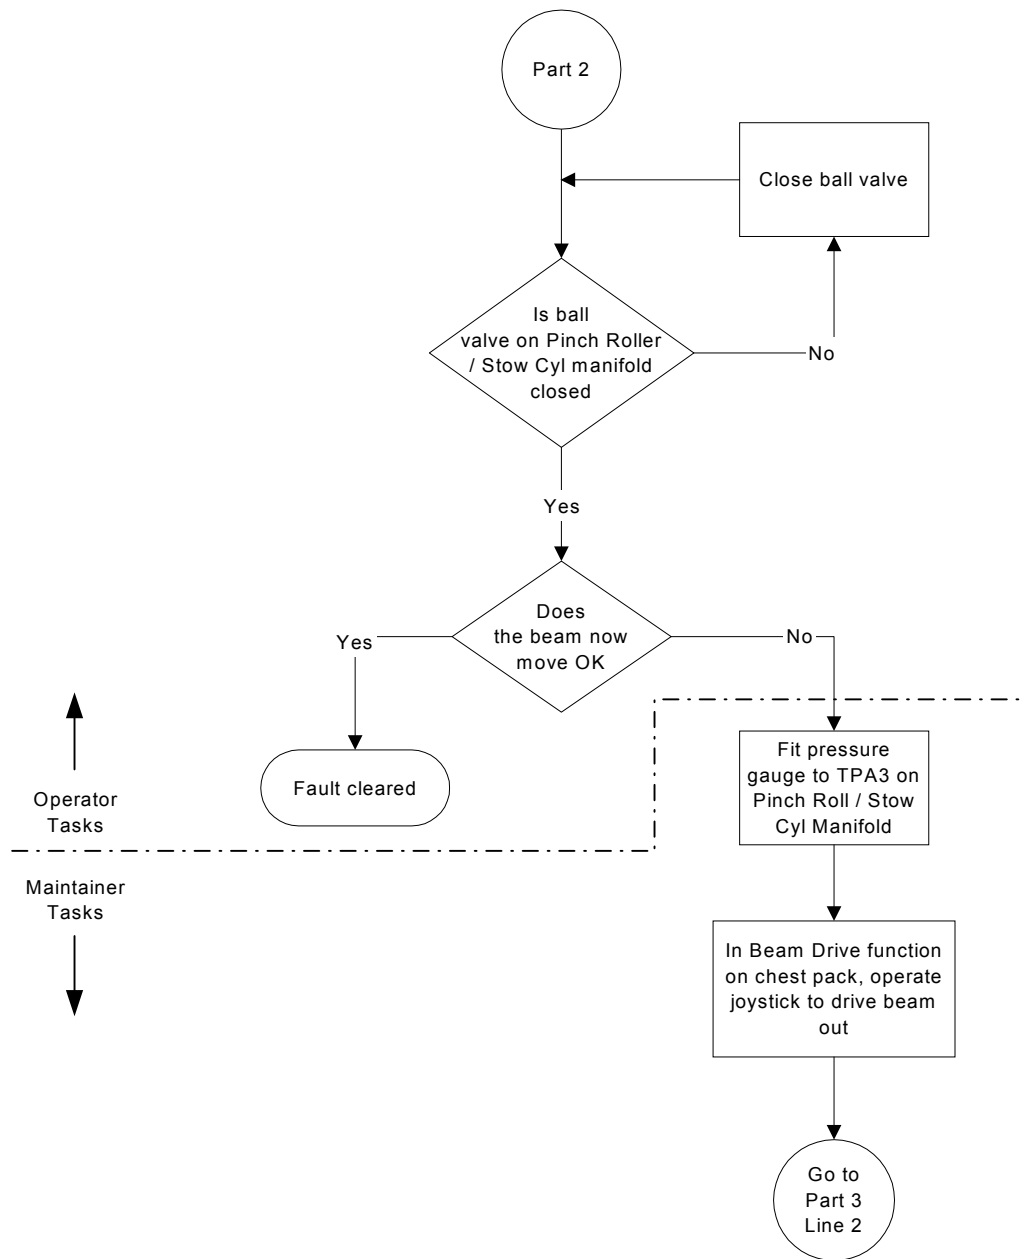 Part 2
Close ball valve
Is ball
valve on Pinch Roller
/ Stow Cyl manifold
closed
No
Yes
Does
the beam now
move OK
Yes
No
Fault cleared
Fit pressure
gauge to TPA3 on
Pinch Roll / Stow
Cyl Manifold
Operator
Tasks
Maintainer
Tasks
In Beam Drive function
on chest pack, operate
joystick to drive beam
out
Go to
Part 3
Line 2